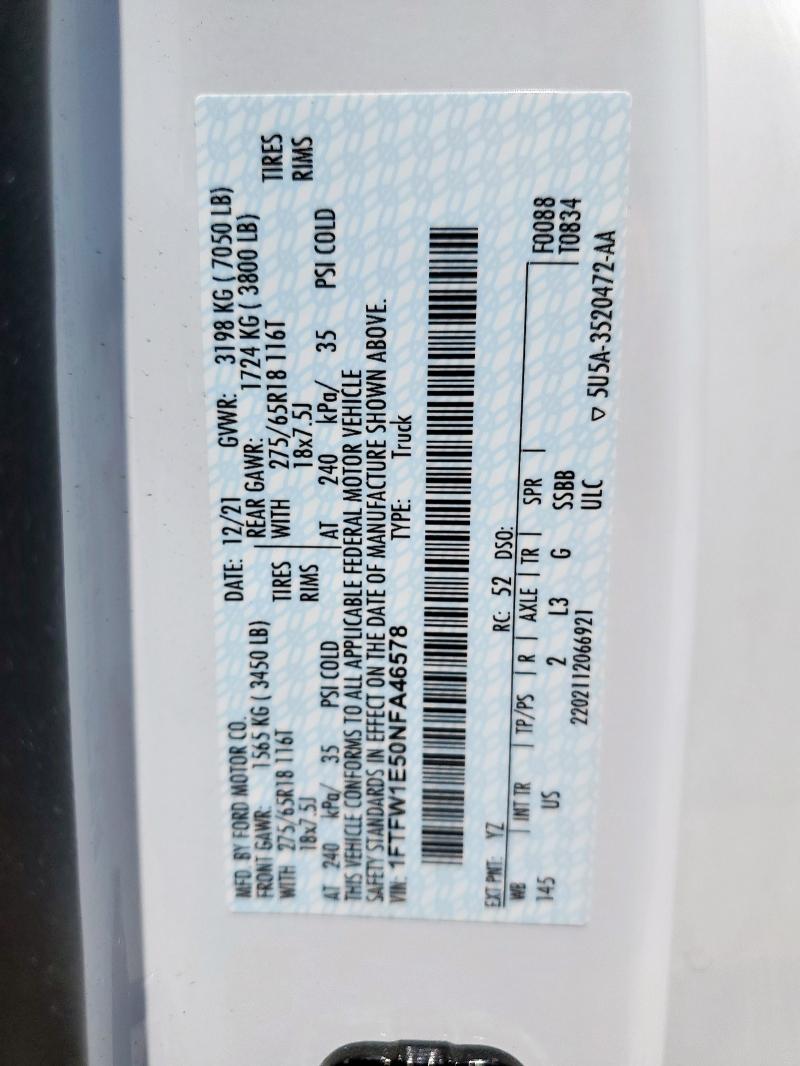 MFD. BY FORD MOTOR CO. DATE: 12/21 GVWR: 3198 KG ( 7050 LB)
FRONT GAWR: 1565 KG ( 3450 LB) REAR GAWR: 1724 KG ( 3800 LB)
WITH 275/65R18 116T TIRES WITH 275/65R18 116T TIRES
18x7.5J RIMS 18x7.5J RIMS
AT 240 kPa/ 35 PSI COLD AT 240 kPa/ 35 PSI COLD
THIS VEHICLE CONFORMS TO ALL APPLICABLE FEDERAL MOTOR VEHICLE
SAFETY STANDARDS IN EFFECT ON THE DATE OF MANUFACTURE SHOWN ABOVE.
VIN: 1FTFW1E50NFA46578 TYPE: Truck
EXT PNT: YZ RC: 52 DSO:
WB INT TR TP/PS R AXLE TR SPR F0088
145 US 2 L3 G SSBB T0834
2202112066921 ULC ▽ 5U5A-3520472-AA